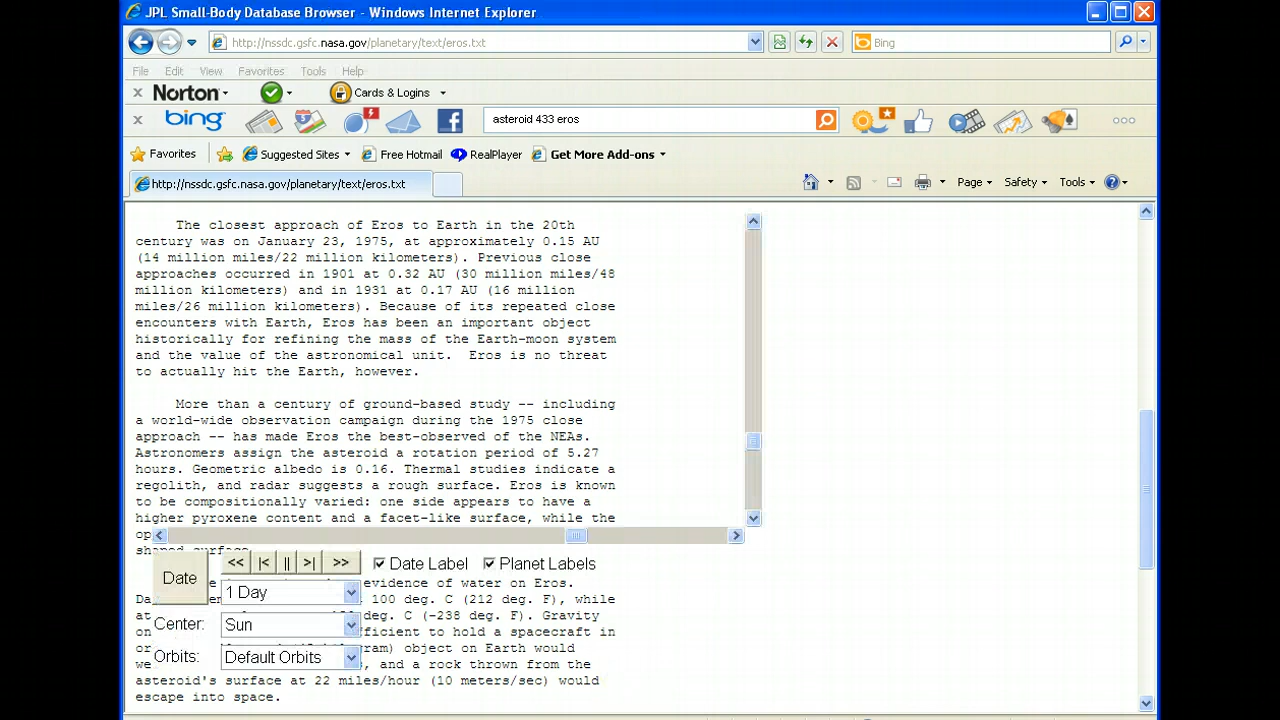 JPL Small-Body Database Browser - Windows Internet Explorer
http://nssdc.gsfc.nasa.gov/planetary/text/eros.txt
Bing
File Edit View Favorites Tools Help
Norton
Cards & Logins
bing
asteroid 433 eros
Favorites Suggested Sites Free Hotmail RealPlayer Get More Add-ons
http://nssdc.gsfc.nasa.gov/planetary/text/eros.txt
Page Safety Tools
The closest approach of Eros to Earth in the 20th
century was on January 23, 1975, at approximately 0.15 AU
(14 million miles/22 million kilometers). Previous close
approaches occurred in 1901 at 0.32 AU (30 million miles/48
million kilometers) and in 1931 at 0.17 AU (16 million
miles/26 million kilometers). Because of its repeated close
encounters with Earth, Eros has been an important object
historically for refining the mass of the Earth-moon system
and the value of the astronomical unit. Eros is no threat
to actually hit the Earth, however.
More than a century of ground-based study -- including
a world-wide observation campaign during the 1975 close
approach -- has made Eros the best-observed of the NEAs.
Astronomers assign the asteroid a rotation period of 5.27
hours. Geometric albedo is 0.16. Thermal studies indicate a
regolith, and radar suggests a rough surface. Eros is known
to be compositionally varied: one side appears to have a
higher pyroxene content and a facet-like surface, while the
op
shaped surface.
Date << |< || >| >> Date Label Planet Labels
evidence of water on Eros.
1 Day
100 deg. C (212 deg. F), while
at deg. C (-238 deg. F). Gravity
Center: Sun
on fficient to hold a spacecraft in
or ram) object on Earth would
Orbits: Default Orbits
we , and a rock thrown from the
asteroid's surface at 22 miles/hour (10 meters/sec) would
escape into space.